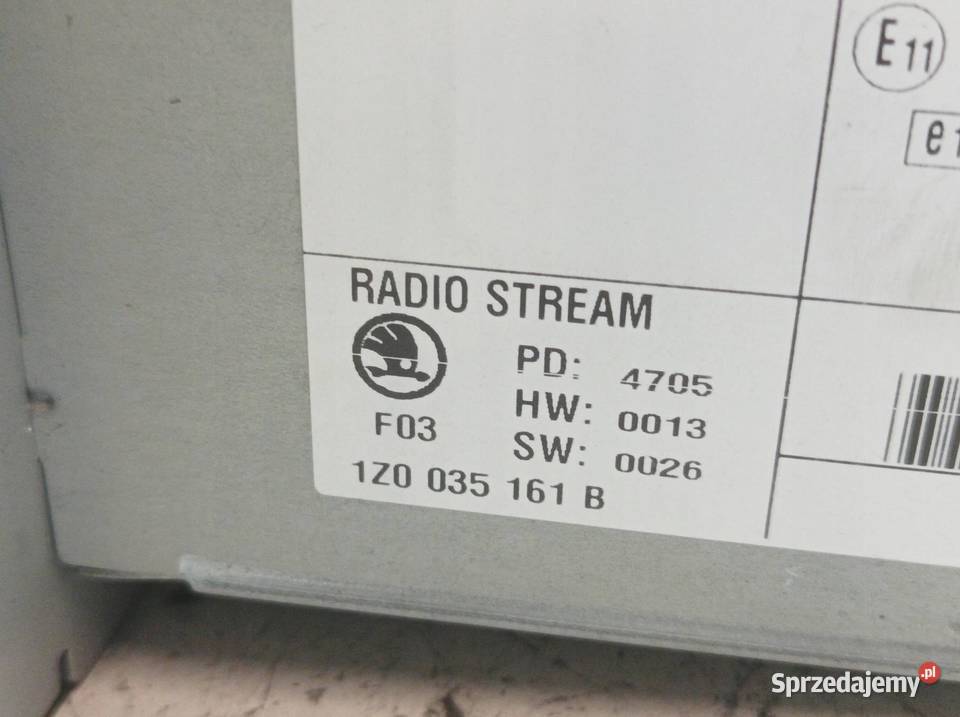 E11
e1
RADIO STREAM
PD: 4705
HW: 0013
F03
SW: 0026
1Z0 035 161 B
Sprzedajemy.pl